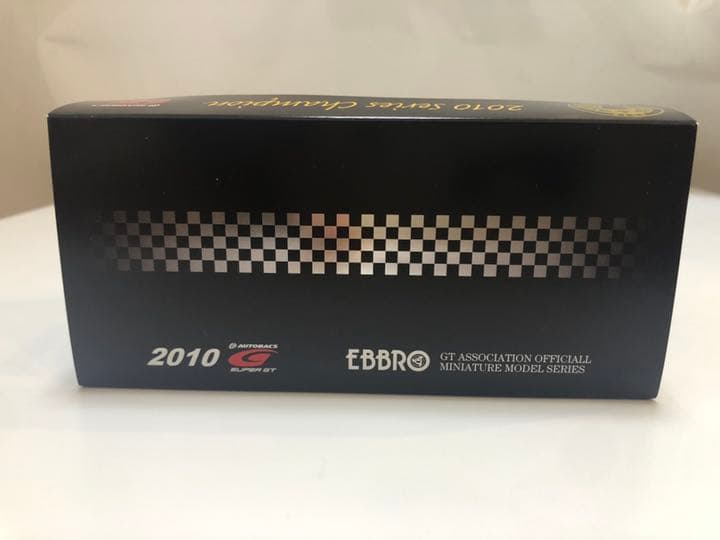 2010 Series Champion
2010 AUTOBACS
SUPER GT
EBBRO GT ASSOCIATION OFFICIALL
MINIATURE MODEL SERIES